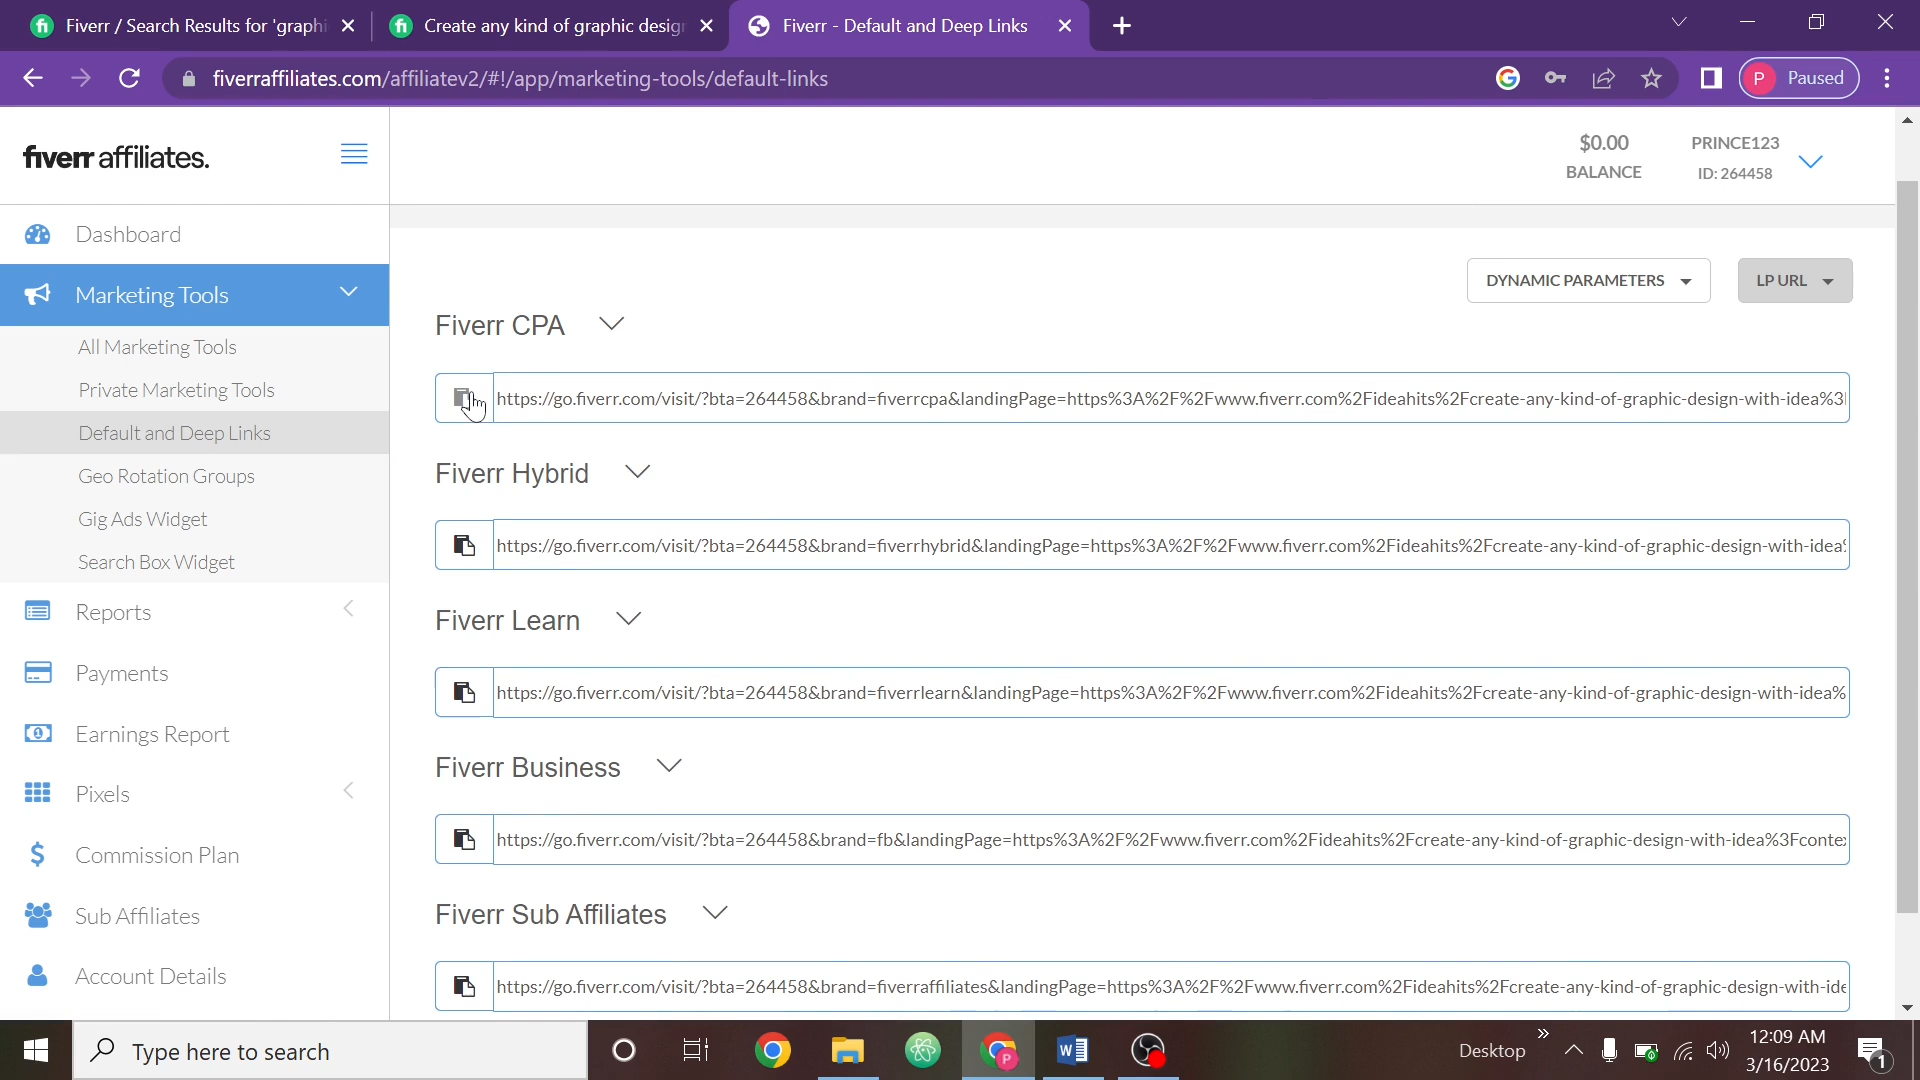 Fiverr / Search Results for 'graphi
Create any kind of graphic desig
Fiverr - Default and Deep Links
fiverraffiliates.com/affiliatev2/#!/app/marketing-tools/default-links
P
Paused
fiverr affiliates.
$0.00
BALANCE
PRINCE123
ID: 264458
Dashboard
Marketing Tools
All Marketing Tools
Private Marketing Tools
Default and Deep Links
Geo Rotation Groups
Gig Ads Widget
Search Box Widget
Reports
Payments
Earnings Report
Pixels
Commission Plan
Sub Affiliates
Account Details
DYNAMIC PARAMETERS
LP URL
Fiverr CPA
https://go.fiverr.com/visit/?bta=264458&brand=fiverrcpa&landingPage=https%3A%2F%2Fwww.fiverr.com%2Fideahits%2Fcreate-any-kind-of-graphic-design-with-idea%3
Fiverr Hybrid
https://go.fiverr.com/visit/?bta=264458&brand=fiverrhybrid&landingPage=https%3A%2F%2Fwww.fiverr.com%2Fideahits%2Fcreate-any-kind-of-graphic-design-with-idea
Fiverr Learn
https://go.fiverr.com/visit/?bta=264458&brand=fiverrlearn&landingPage=https%3A%2F%2Fwww.fiverr.com%2Fideahits%2Fcreate-any-kind-of-graphic-design-with-idea%
Fiverr Business
https://go.fiverr.com/visit/?bta=264458&brand=fb&landingPage=https%3A%2F%2Fwww.fiverr.com%2Fideahits%2Fcreate-any-kind-of-graphic-design-with-idea%3Fconte
Fiverr Sub Affiliates
https://go.fiverr.com/visit/?bta=264458&brand=fiverraffiliates&landingPage=https%3A%2F%2Fwww.fiverr.com%2Fideahits%2Fcreate-any-kind-of-graphic-design-with-ide
Type here to search
Desktop
12:09 AM
3/16/2023
1